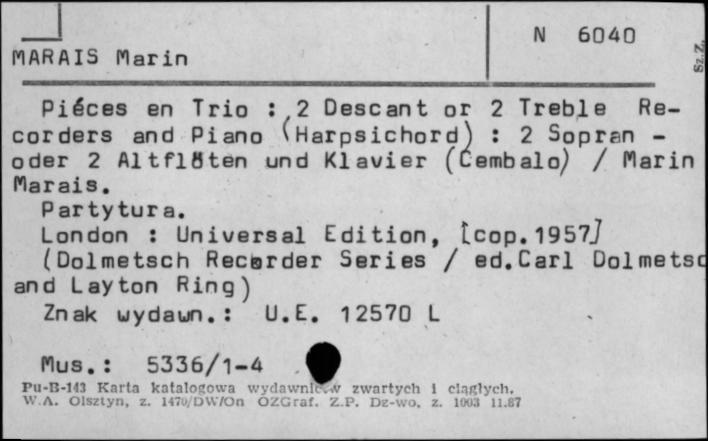 N 6040
Sz.Z.
MARAIS Marin
Piéces en Trio : 2 Descant or 2 Treble Re-
corders and Piano (Harpsichord) : 2 Sopran -
oder 2 Altflöten und Klavier (Cembalo) / Marin
Marais.
Partytura.
London : Universal Edition, [cop.1957]
(Dolmetsch Recorder Series / ed.Carl Dolmetsc
and Layton Ring)
Znak wydawn.: U.E. 12570 L
Mus.: 5336/1-4
Pu-B-143 Karta katalogowa wydawnictw zwartych i ciągłych.
W.A. Olsztyn, z. 1470/DW/On OZGraf. Z.P. Dz-wo, z. 1003 11.87